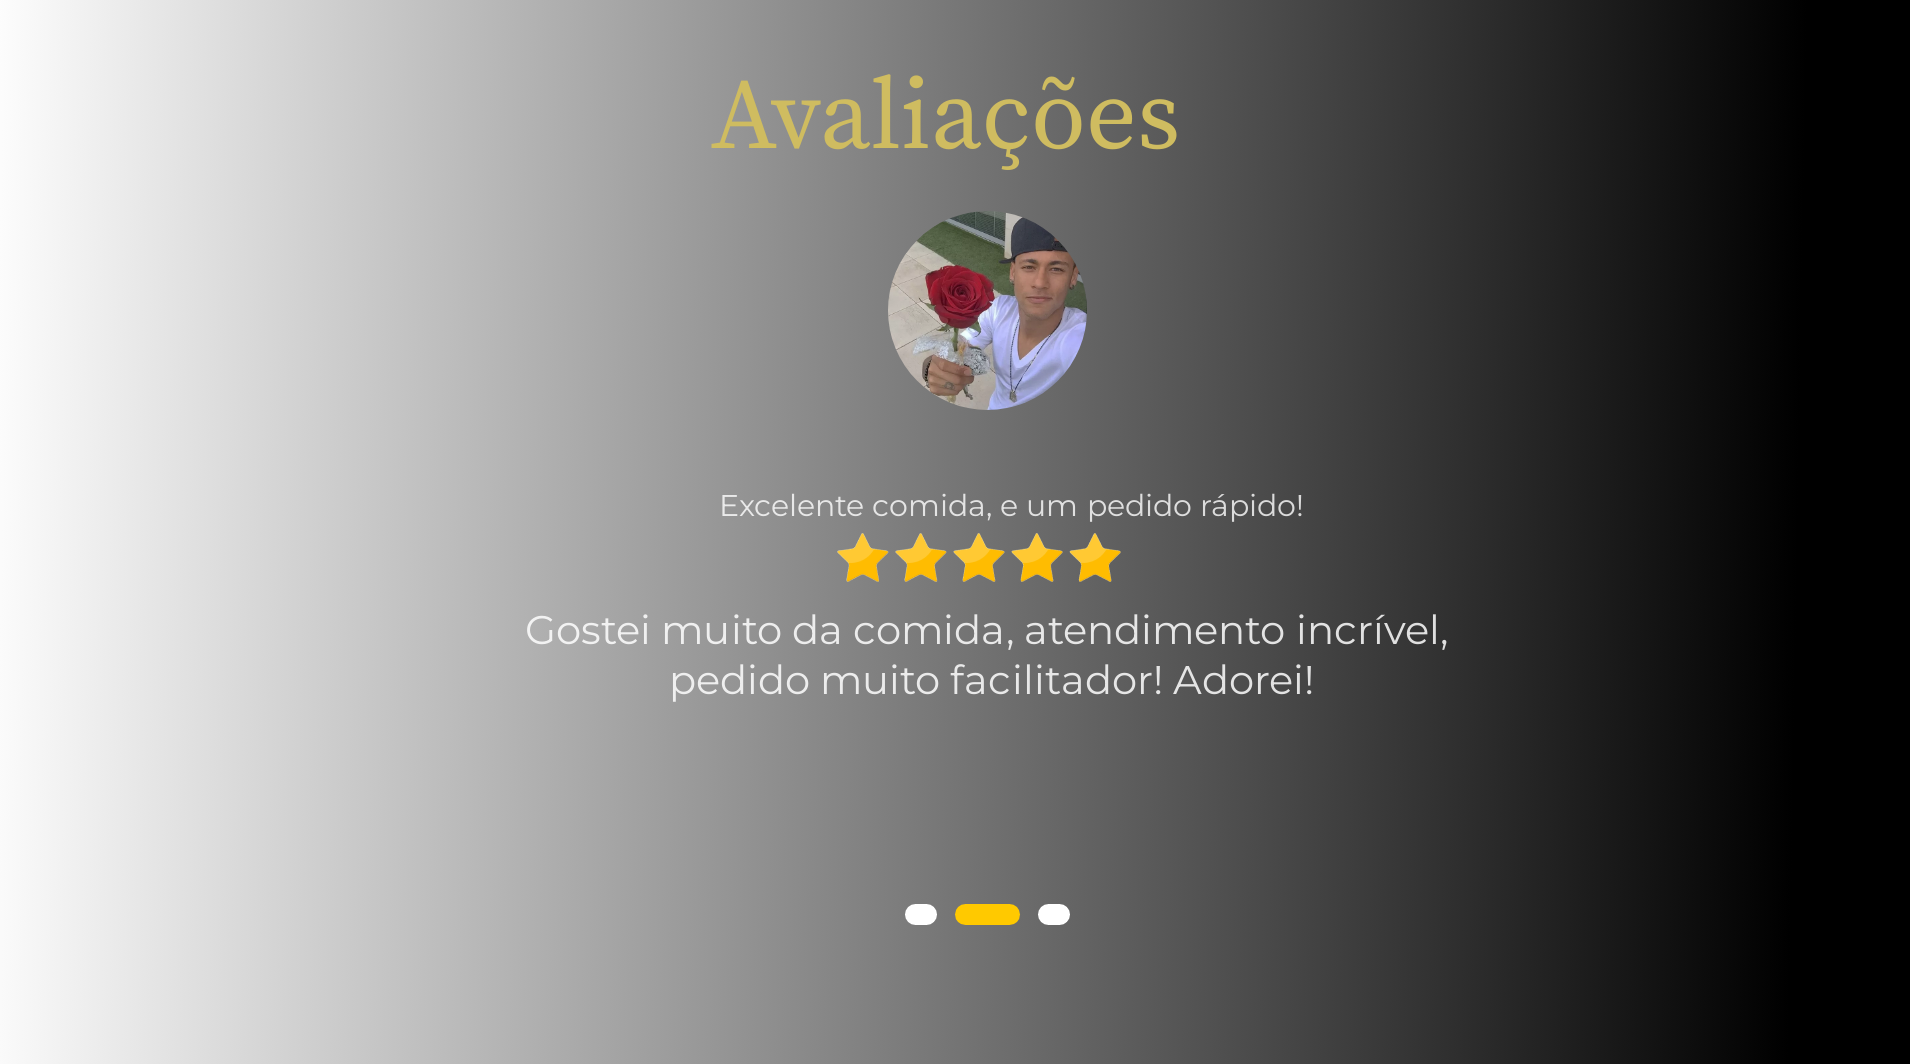 Avaliações
Excelente comida, e um pedido rápido!
Gostei muito da comida, atendimento incrível,
pedido muito facilitador! Adorei!